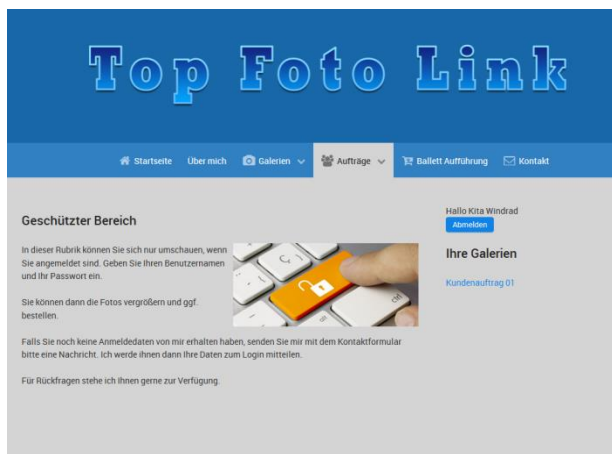 Top Foto Link
Startseite Über mich Galerien Aufträge Ballett Aufführung Kontakt
Geschützter Bereich
In dieser Rubrik können Sie sich nur umschauen, wenn
Sie angemeldet sind. Geben Sie Ihren Benutzernamen
und Ihr Passwort ein.
Sie können dann die Fotos vergrößern und ggf.
bestellen.
Falls Sie noch keine Anmeldedaten von mir erhalten haben, senden Sie mir mit dem Kontaktformular
bitte eine Nachricht. Ich werde ihnen dann Ihre Daten zum Login mitteilen.
Für Rückfragen stehe ich Ihnen gerne zur Verfügung.
Hallo Kita Windrad
Abmelden
Ihre Galerien
Kundenauftrag 01